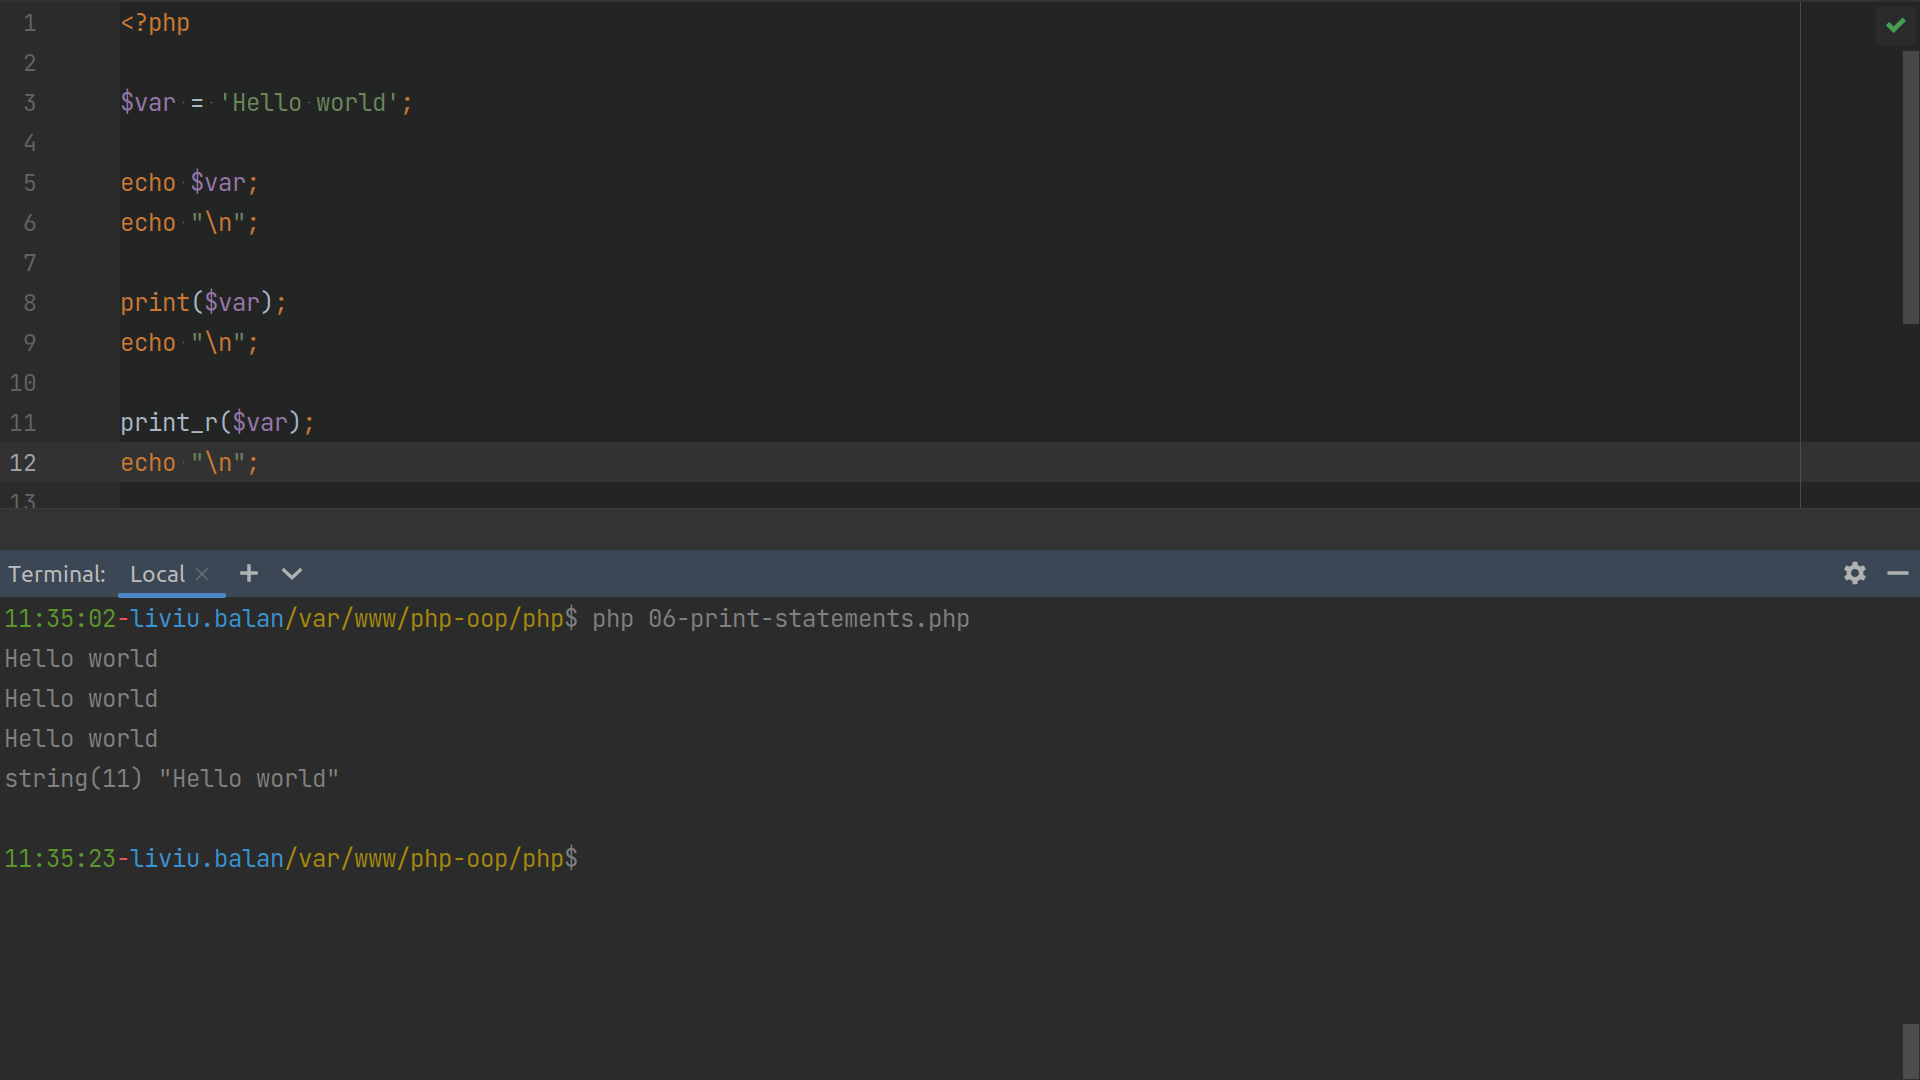 1 <?php
2
3 $var = 'Hello world';
4
5 echo $var;
6 echo "\n";
7
8 print($var);
9 echo "\n";
10
11 print_r($var);
12 echo "\n";
13
Terminal: Local
11:35:02-liviu.balan/var/www/php-oop/php$ php 06-print-statements.php
Hello world
Hello world
Hello world
string(11) "Hello world"
11:35:23-liviu.balan/var/www/php-oop/php$